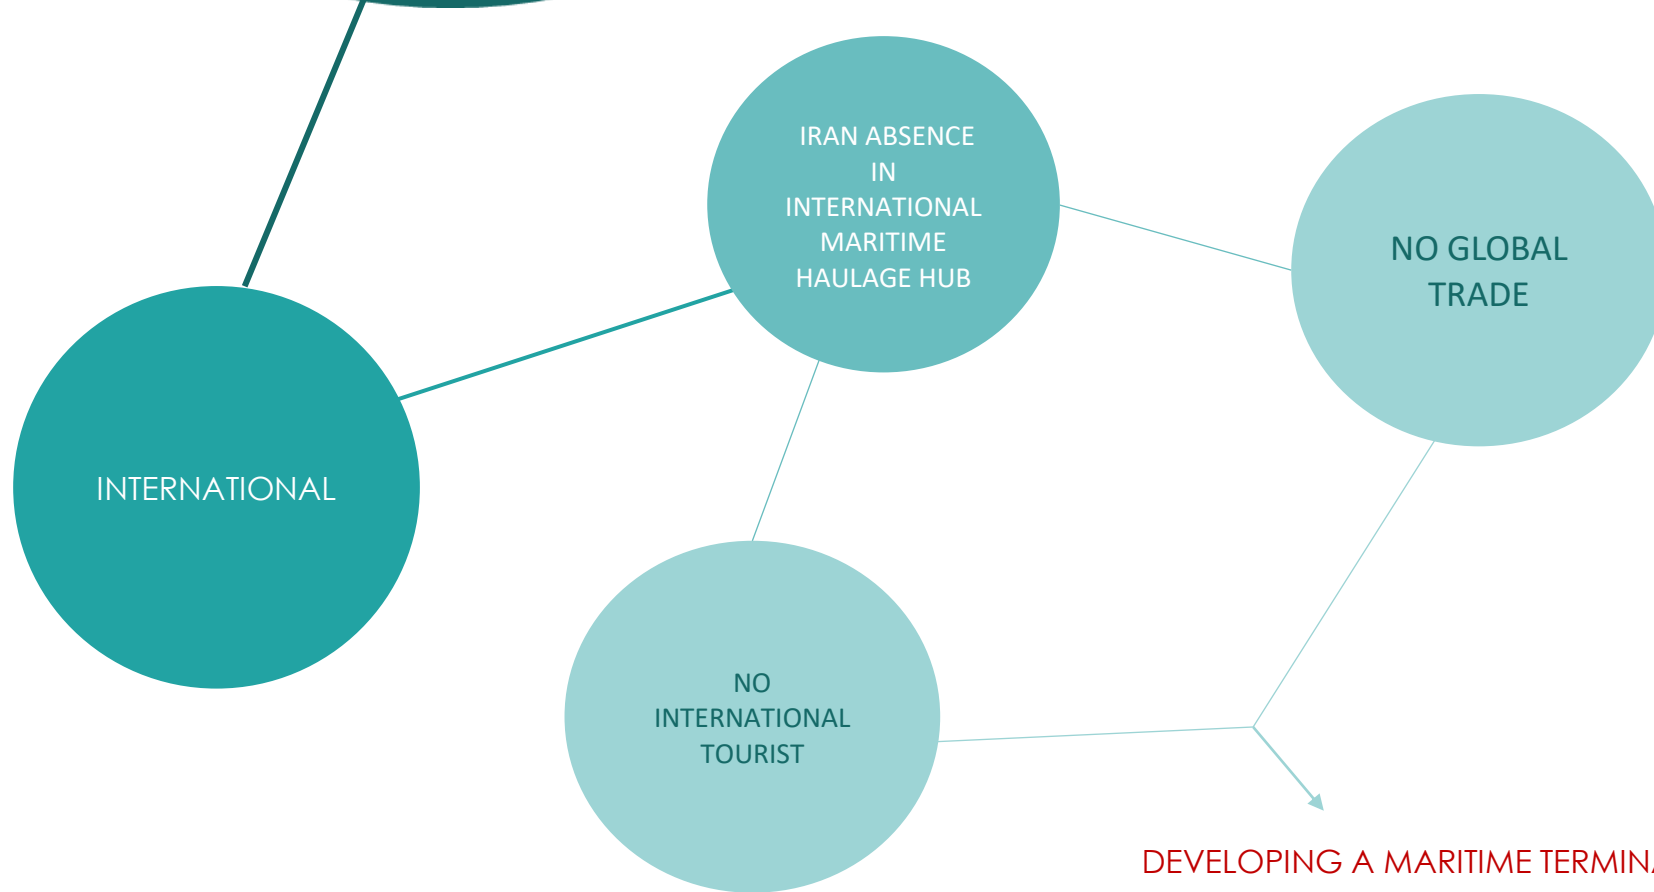 IRAN ABSENCE
IN
INTERNATIONAL
MARITIME
HAULAGE HUB
NO GLOBAL
TRADE
INTERNATIONAL
NO
INTERNATIONAL
TOURIST
DEVELOPING A MARITIME